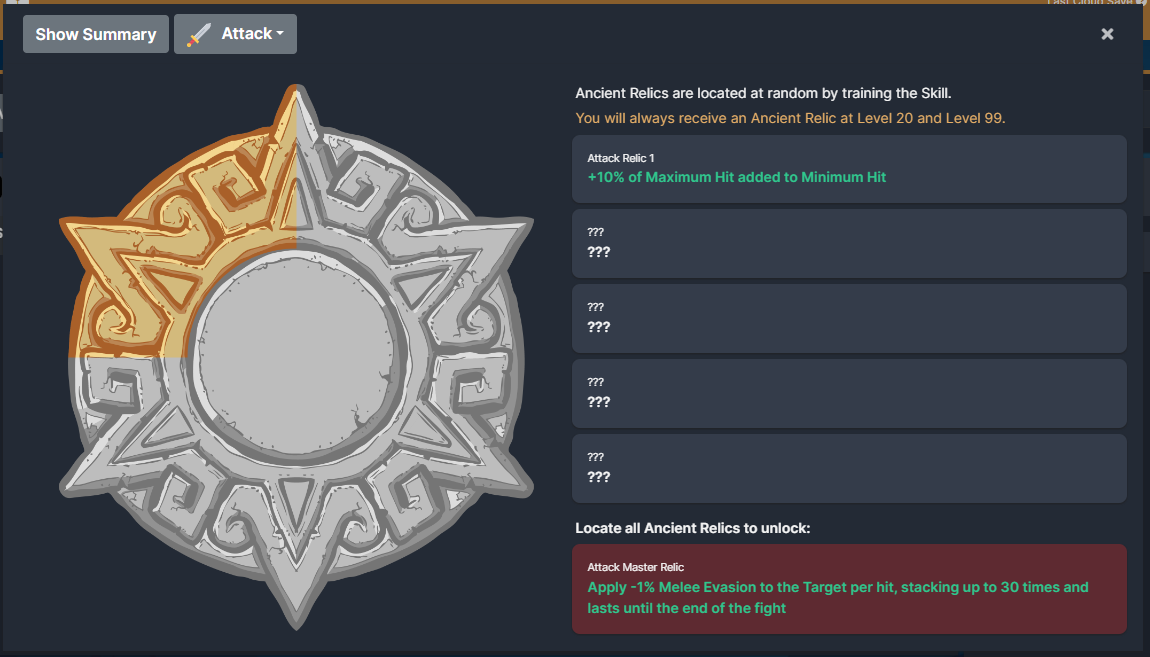 Last Cloud Save
Show Summary
Attack
Ancient Relics are located at random by training the Skill.
You will always receive an Ancient Relic at Level 20 and Level 99.
Attack Relic 1
+10% of Maximum Hit added to Minimum Hit
???
???
???
???
???
???
???
???
Locate all Ancient Relics to unlock:
Attack Master Relic
Apply -1% Melee Evasion to the Target per hit, stacking up to 30 times and
lasts until the end of the fight